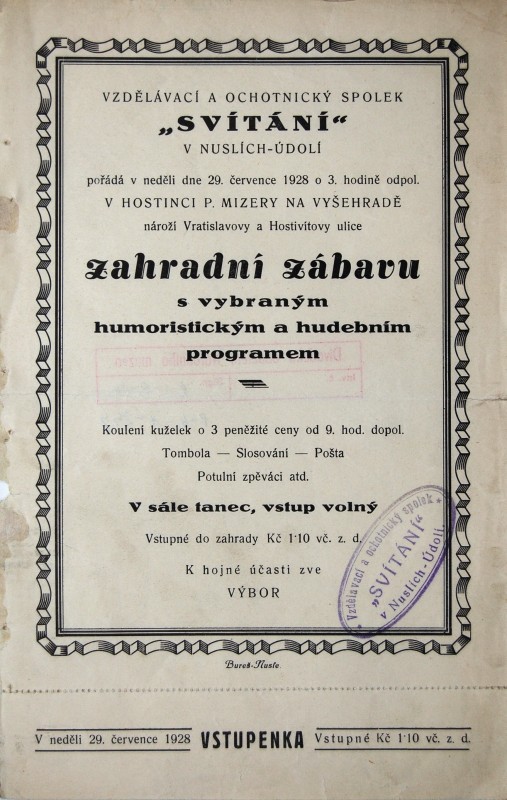 VZDĚLÁVACÍ A OCHOTNICKÝ SPOLEK
„SVÍTÁNÍ“
V NUSLÍCH-ÚDOLÍ
pořádá v neděli dne 29. července 1928 o 3. hodině odpol.
V HOSTINCI P. MIZERY NA VYŠEHRADĚ
nároží Vratislavovy a Hostivítovy ulice
zahradní zábavu
s vybraným
humoristickým a hudebním
programem
Koulení kuželek o 3 peněžité ceny od 9. hod. dopol.
Tombola — Slosování — Pošta
Potulní zpěváci atd.
V sále tanec, vstup volný
Vstupné do zahrady Kč 1·10 vč. z. d.
K hojné účasti zve
VÝBOR
Vzdělávací a ochotnický spolek
„SVÍTÁNÍ“
v Nuslích-Údolí.
Bureš-Nusle.
V neděli 29. července 1928 VSTUPENKA Vstupné Kč 1·10 vč. z. d.